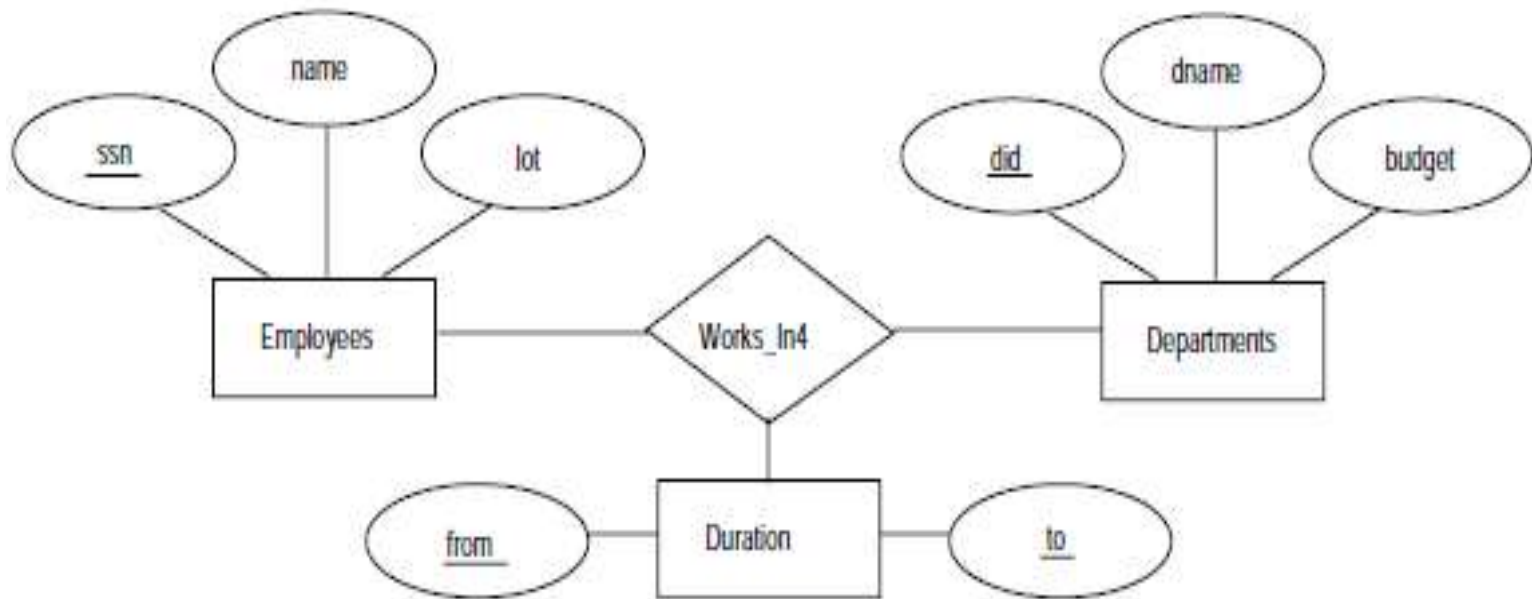 name
dname
ssn
lot
did
budget
Employees
Works_In4
Departments
from
Duration
to